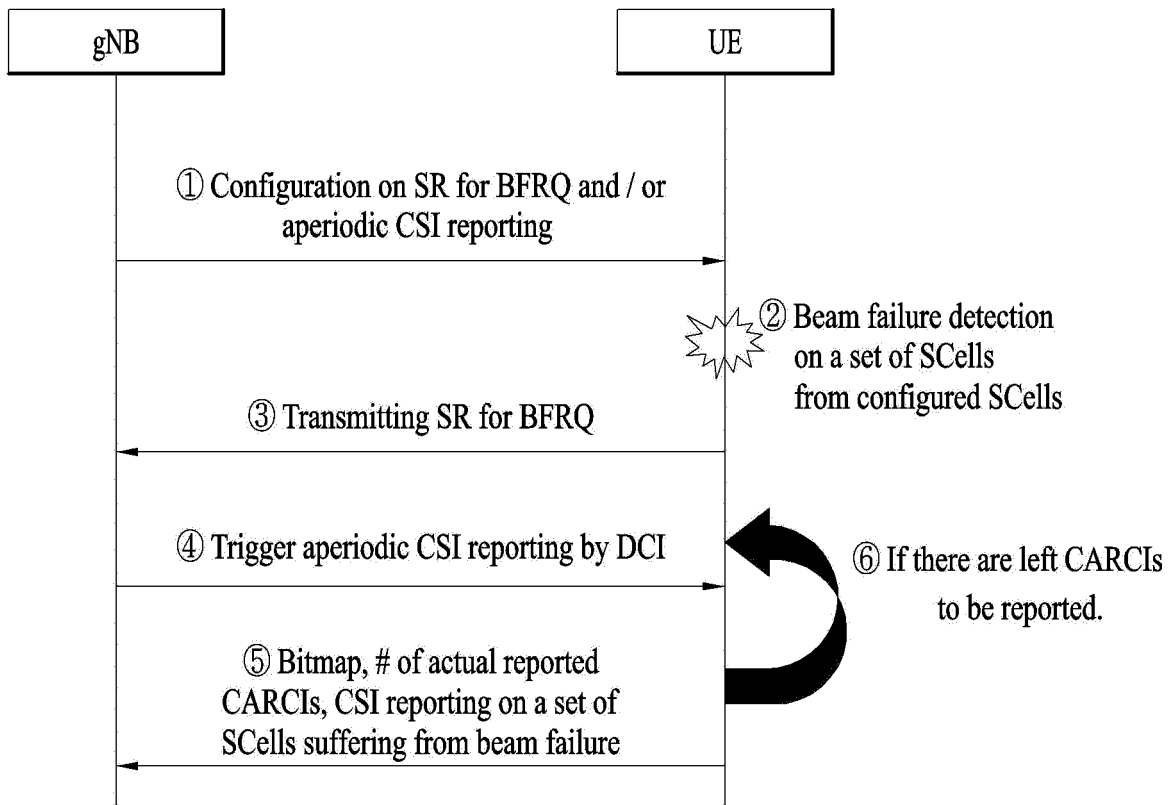 gNB
UE
① Configuration on SR for BFRQ and / or
aperiodic CSI reporting
② Beam failure detection
on a set of SCells
from configured SCells
③ Transmitting SR for BFRQ
④ Trigger aperiodic CSI reporting by DCI
⑥ If there are left CARCIs
to be reported.
⑤ Bitmap, # of actual reported
CARCIs, CSI reporting on a set of
SCells suffering from beam failure